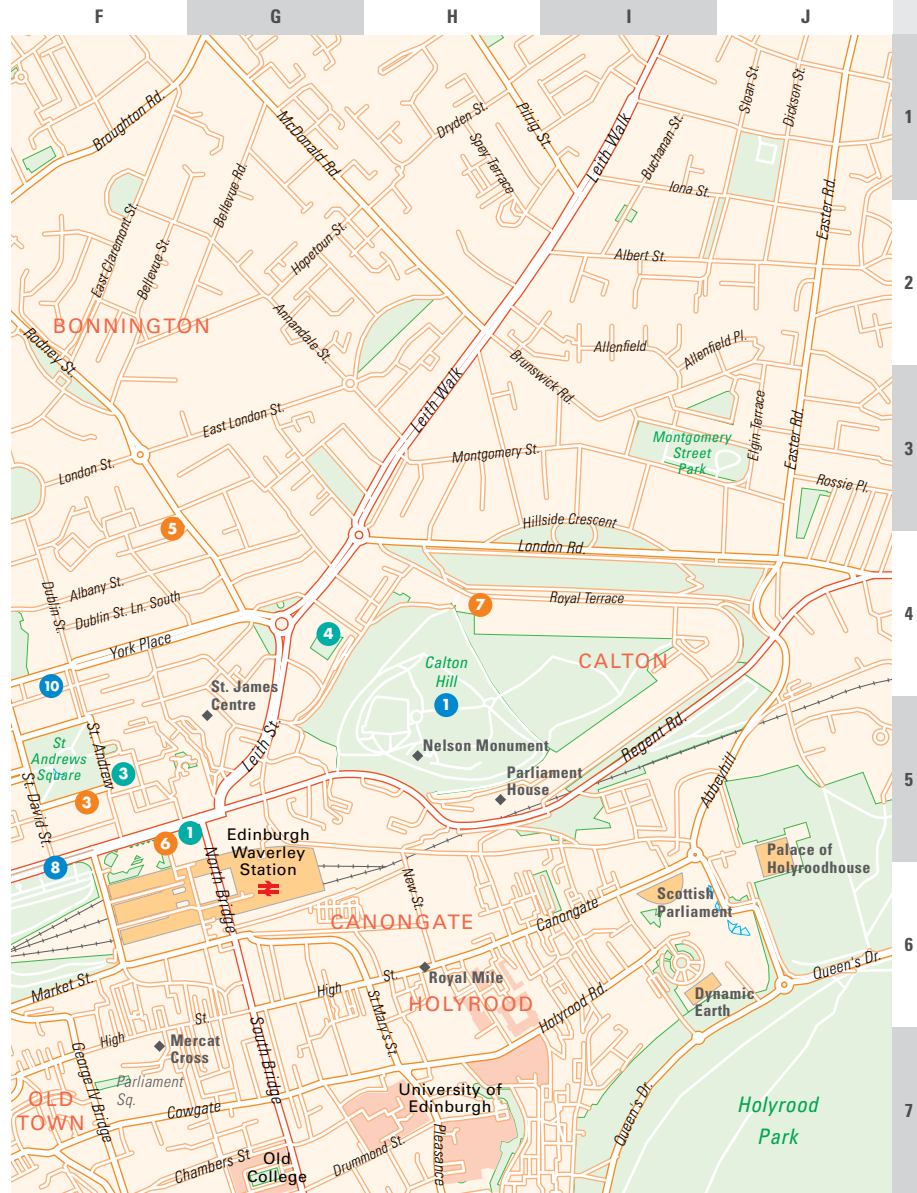 F G H I J
1
Broughton Rd.
McDonald Rd
Dryden St.
Pilrig St.
Spey Terrace
Leith Walk
Buchanan St.
Sloan St.
Dickson St.
Iona St.
Easter Rd.
Bellevue Rd.
East Claremont St.
Bellevue St.
Hopetoun St.
Albert St.
2
BONNINGTON
Annandale St.
Rodney St.
Allenfield
Allenfield Pl.
Brunswick Rd.
Leith Walk
East London St.
Elgin Terrace
Easter Rd.
3
London St.
Montgomery St.
Montgomery
Street
Park
Rossie Pl.
5
Hillside Crescent
London Rd.
Albany St.
Dublin St.
Dublin St. Ln. South
7
Royal Terrace
4
York Place
4
CALTON
Calton
Hill
1
10
St. James
Centre
St
Andrews
Square
St. Andrew
3
Leith St.
Nelson Monument
Regent Rd.
Parliament
House
Abbeyhill
5
St. David St.
3
1
6
8
Edinburgh
Waverley
Station
North Bridge
Palace of
Holyroodhouse
New St.
Scottish
Parliament
CANONGATE
Canongate
6
Market St.
High St.
Royal Mile
HOLYROOD
Holyrood Rd.
Queen's Dr.
Dynamic
Earth
High St.
Mercat
Cross
St Mary's St.
South Bridge
George IV Bridge
Parliament
Sq.
OLD
TOWN
Cowgate
University of
Edinburgh
Queen's Dr.
Holyrood
Park
7
Chambers St
Old
College
Drummond St.
Pleasance